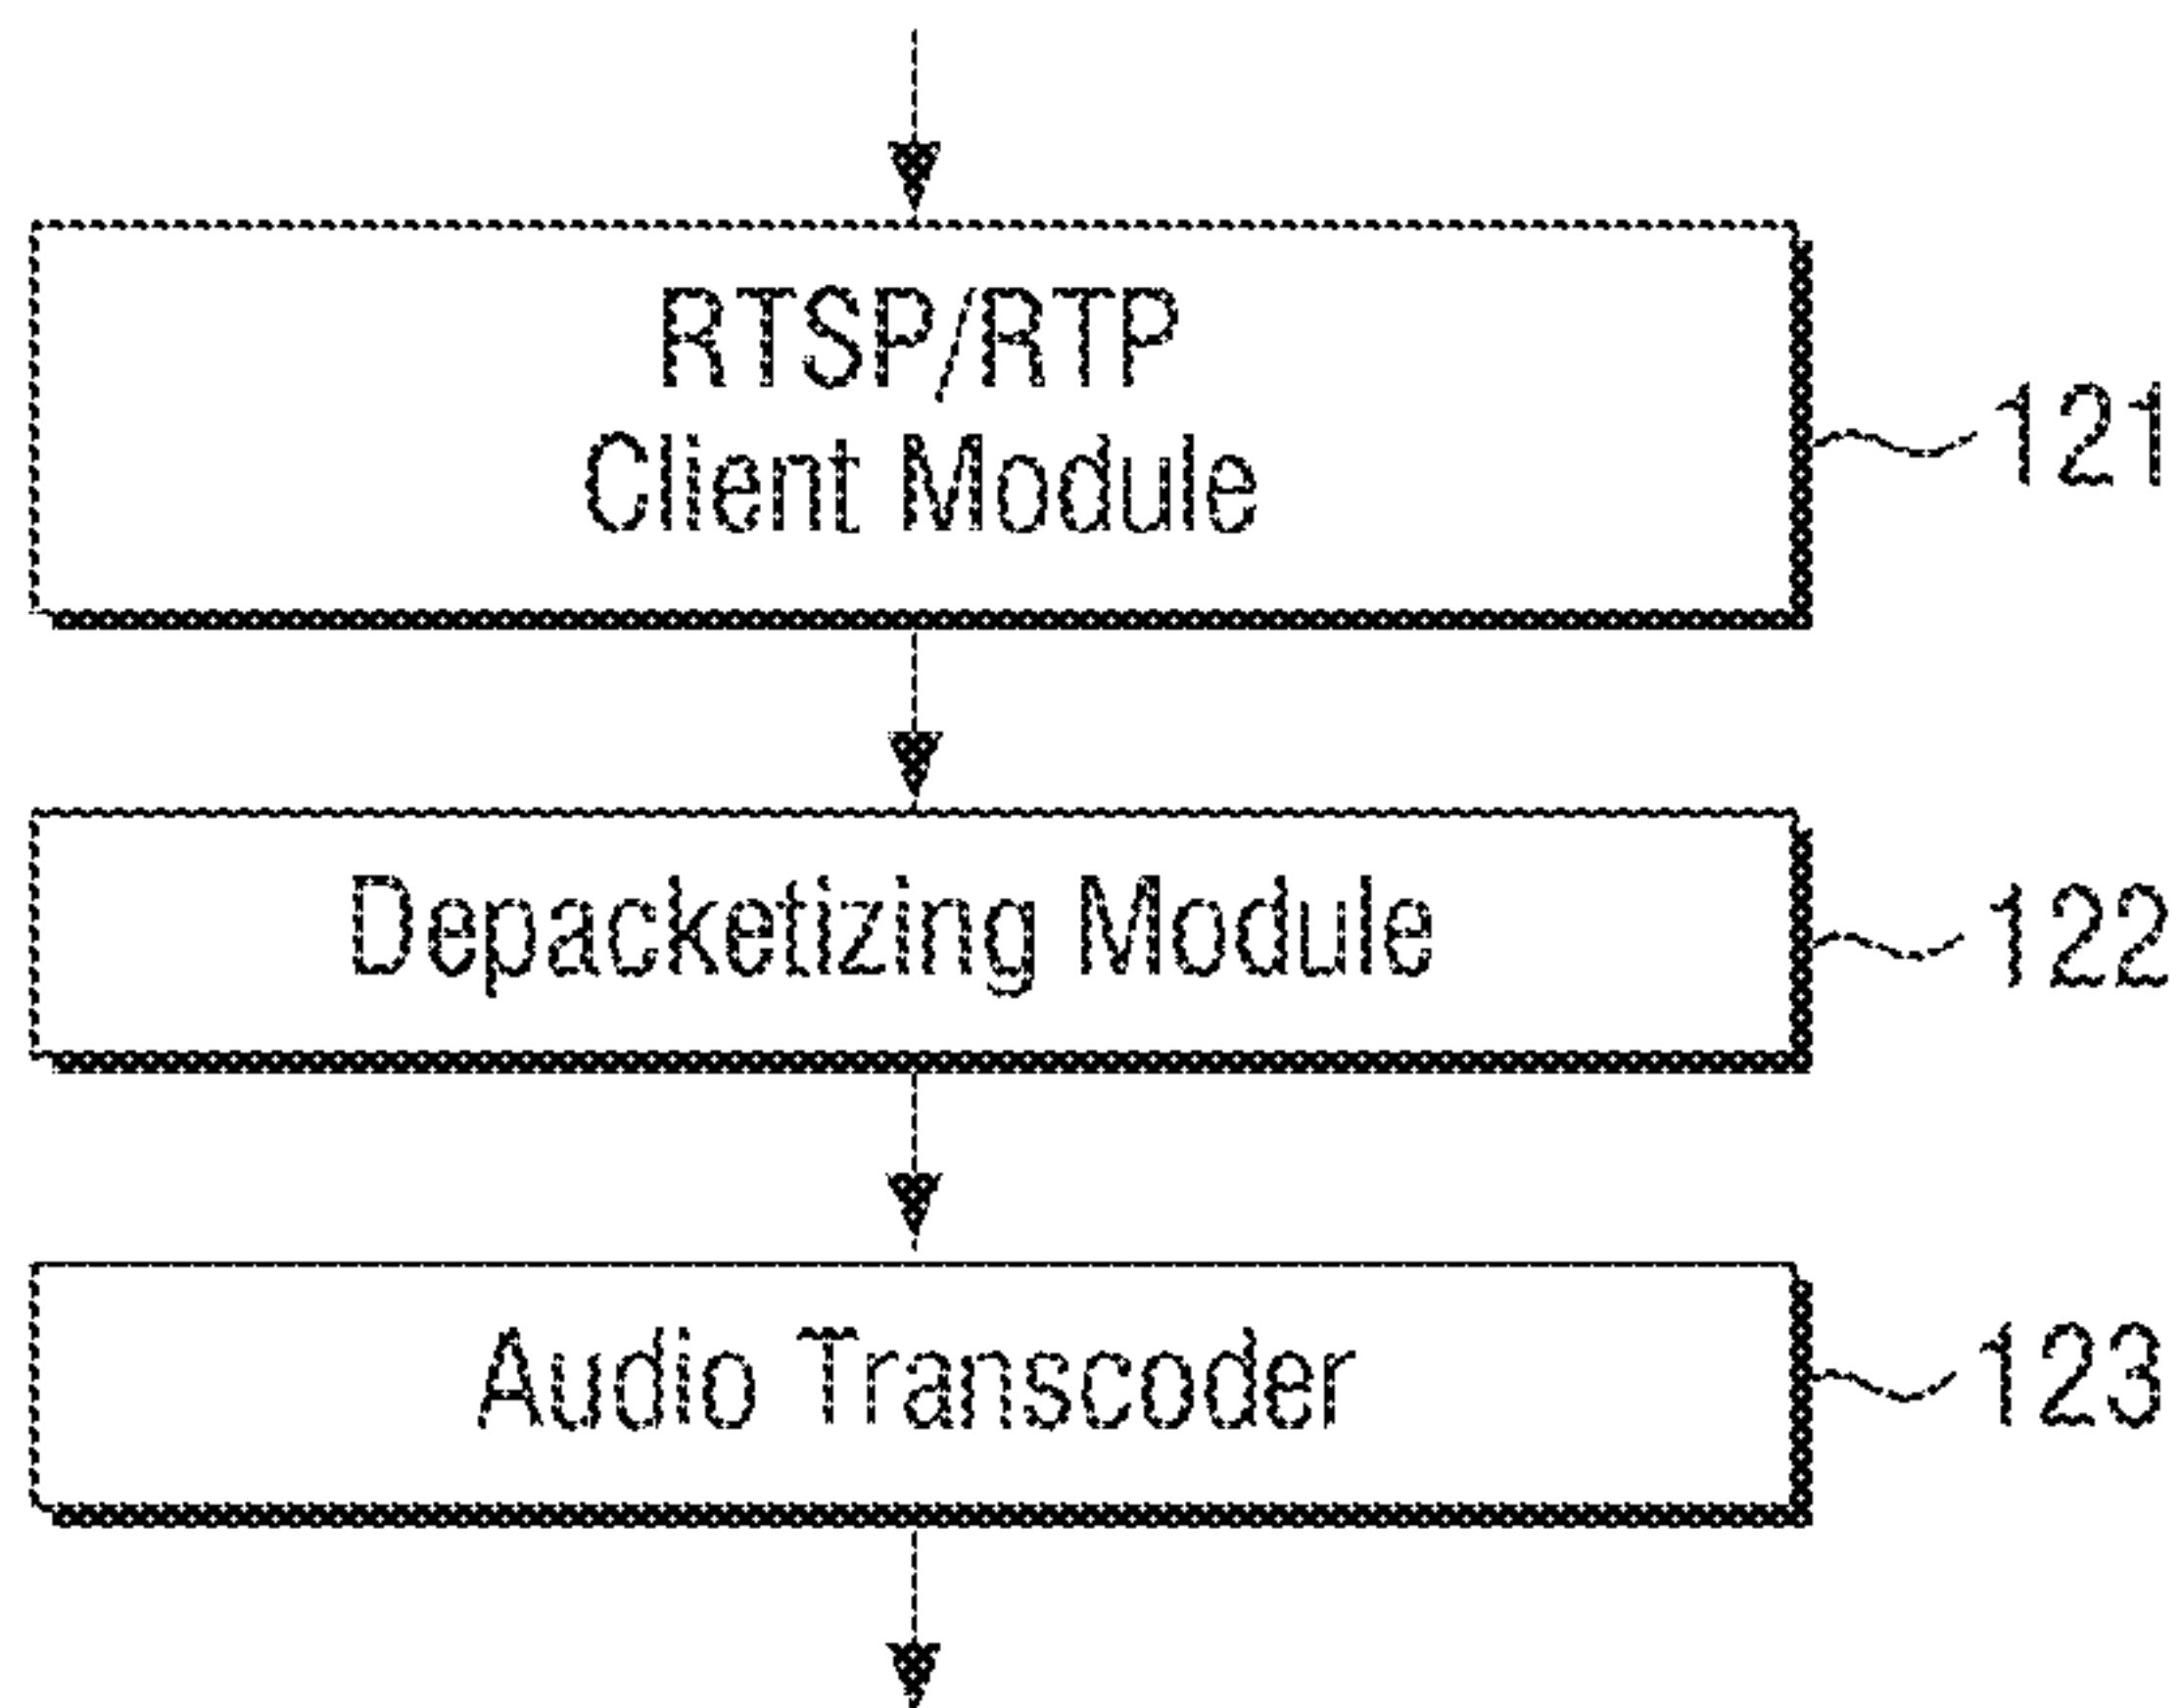 RTSP/RTP
Client Module
121
Depacketizing Module
122
Audio Transcoder
123